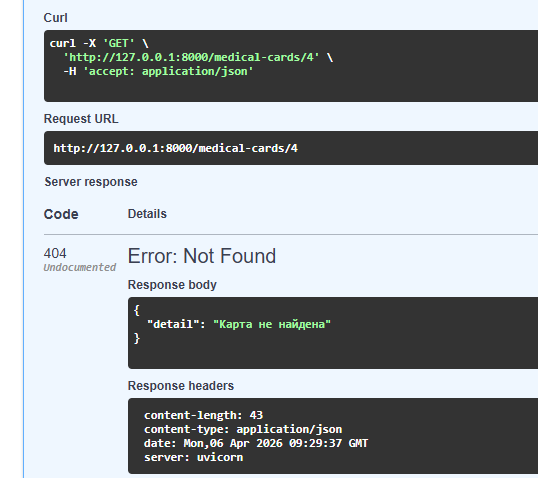 Curl
curl -X 'GET' \
  'http://127.0.0.1:8000/medical-cards/4' \
  -H 'accept: application/json'
Request URL
http://127.0.0.1:8000/medical-cards/4
Server response
Code Details
404 Error: Not Found
Undocumented
Response body
{
  "detail": "Карта не найдена"
}
Response headers
content-length: 43
content-type: application/json
date: Mon,06 Apr 2026 09:29:37 GMT
server: uvicorn